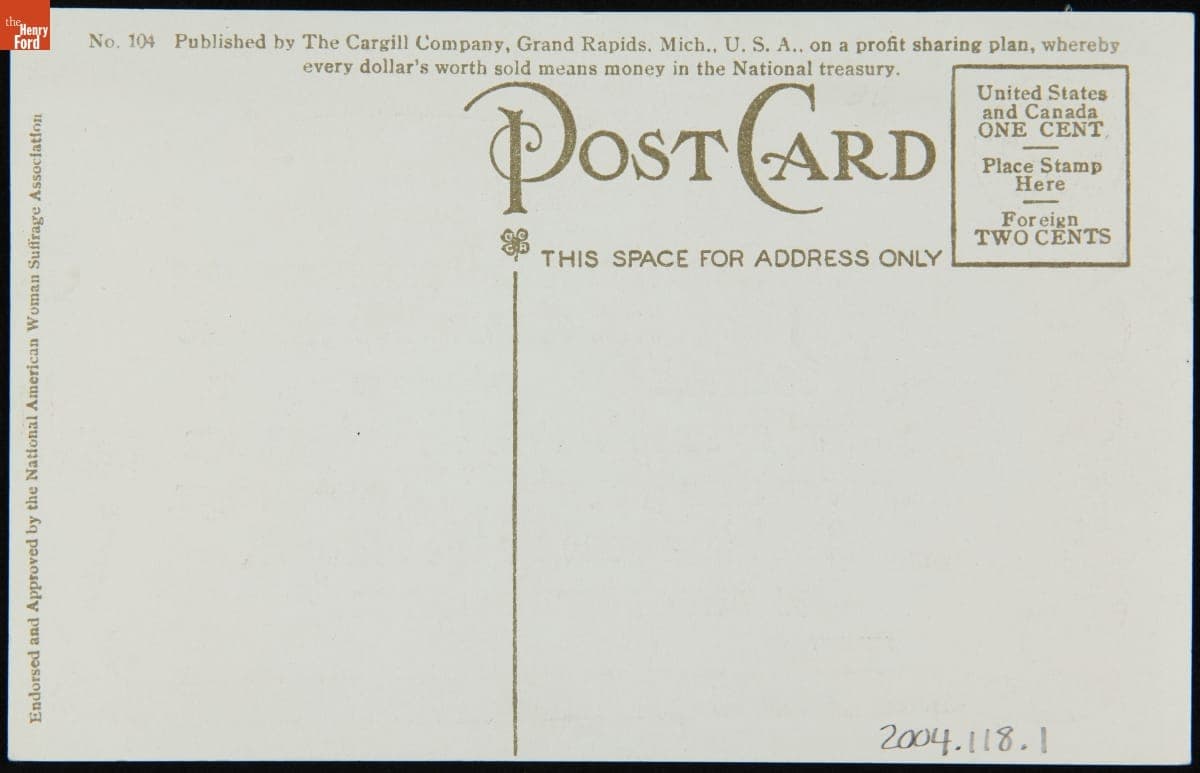 the
Henry
Ford
No. 104 Published by The Cargill Company, Grand Rapids. Mich., U. S. A.. on a profit sharing plan, whereby
every dollar's worth sold means money in the National treasury.
POST CARD
United States
and Canada
ONE CENT
Place Stamp
Here
Foreign
TWO CENTS
THIS SPACE FOR ADDRESS ONLY
Endorsed and Approved by the National American Woman Suffrage Association
2004.118.1